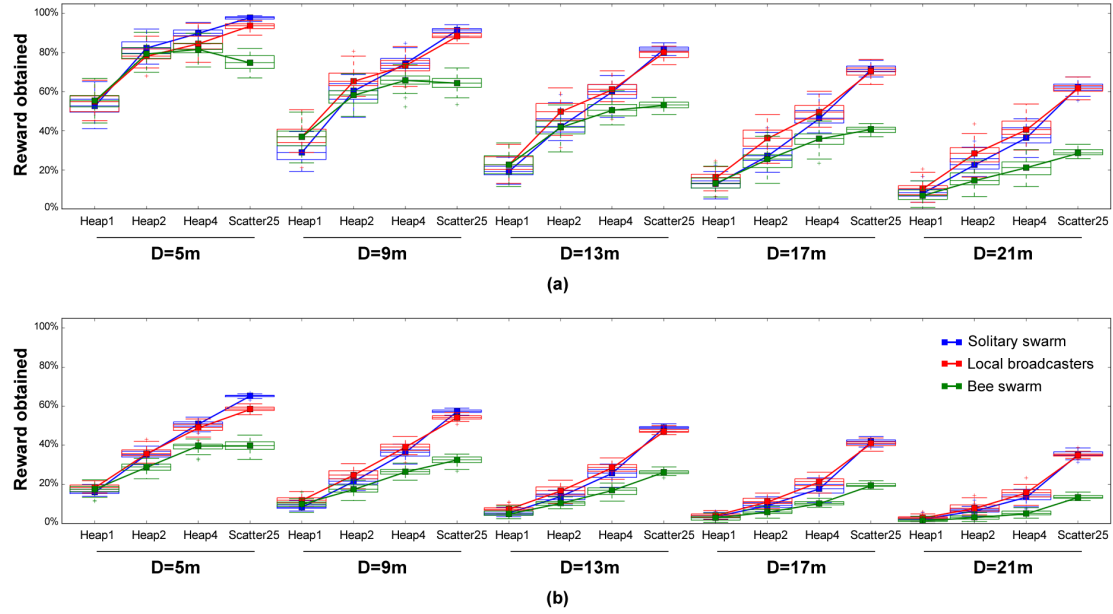 100%
80%
60%
40%
20%
0%
Reward obtained
Heap1 Heap2 Heap4 Scatter25 Heap1 Heap2 Heap4 Scatter25 Heap1 Heap2 Heap4 Scatter25 Heap1 Heap2 Heap4 Scatter25 Heap1 Heap2 Heap4 Scatter25
D=5m D=9m D=13m D=17m D=21m
(a)
100%
80%
60%
40%
20%
0%
Reward obtained
Solitary swarm
Local broadcasters
Bee swarm
Heap1 Heap2 Heap4 Scatter25 Heap1 Heap2 Heap4 Scatter25 Heap1 Heap2 Heap4 Scatter25 Heap1 Heap2 Heap4 Scatter25 Heap1 Heap2 Heap4 Scatter25
D=5m D=9m D=13m D=17m D=21m
(b)